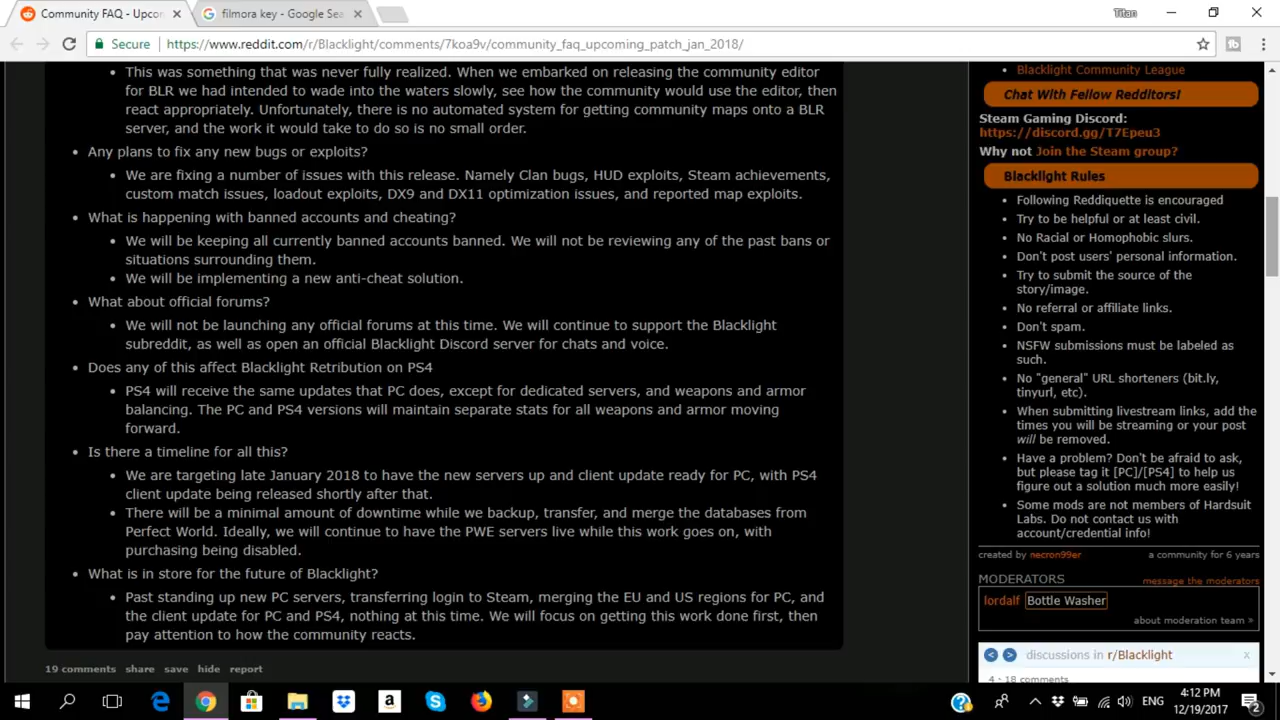 Community FAQ - Upcon
filmora key - Google Sea
Titan
Secure
https://www.reddit.com/r/Blacklight/comments/7koa9v/community_faq_upcoming_patch_jan_2018/
This was something that was never fully realized. When we embarked on releasing the community editor
for BLR we had intended to wade into the waters slowly, see how the community would use the editor, then
react appropriately. Unfortunately, there is no automated system for getting community maps onto a BLR
server, and the work it would take to do so is no small order.
Any plans to fix any new bugs or exploits?
We are fixing a number of issues with this release. Namely Clan bugs, HUD exploits, Steam achievements,
custom match issues, loadout exploits, DX9 and DX11 optimization issues, and reported map exploits.
What is happening with banned accounts and cheating?
We will be keeping all currently banned accounts banned. We will not be reviewing any of the past bans or
situations surrounding them.
We will be implementing a new anti-cheat solution.
What about official forums?
We will not be launching any official forums at this time. We will continue to support the Blacklight
subreddit, as well as open an official Blacklight Discord server for chats and voice.
Does any of this affect Blacklight Retribution on PS4
PS4 will receive the same updates that PC does, except for dedicated servers, and weapons and armor
balancing. The PC and PS4 versions will maintain separate stats for all weapons and armor moving
forward.
Is there a timeline for all this?
We are targeting late January 2018 to have the new servers up and client update ready for PC, with PS4
client update being released shortly after that.
There will be a minimal amount of downtime while we backup, transfer, and merge the databases from
Perfect World. Ideally, we will continue to have the PWE servers live while this work goes on, with
purchasing being disabled.
What is in store for the future of Blacklight?
Past standing up new PC servers, transferring login to Steam, merging the EU and US regions for PC, and
the client update for PC and PS4, nothing at this time. We will focus on getting this work done first, then
pay attention to how the community reacts.
19 comments share save hide report
Blacklight Community League
Chat With Fellow Redditors!
Steam Gaming Discord:
https://discord.gg/T7Epeu3
Why not Join the Steam group?
Blacklight Rules
Following Reddiquette is encouraged
Try to be helpful or at least civil.
No Racial or Homophobic slurs.
Don't post users' personal information.
Try to submit the source of the
story/image.
No referral or affiliate links.
Don't spam.
NSFW submissions must be labeled as
such.
No "general" URL shorteners (bit.ly,
tinyurl, etc).
When submitting livestream links, add the
times you will be streaming or your post
will be removed.
Have a problem? Don't be afraid to ask,
but please tag it [PC]/[PS4] to help us
figure out a solution much more easily!
Some mods are not members of Hardsuit
Labs. Do not contact us with
account/credential info!
created by necron99er a community for 6 years
MODERATORS message the moderators
lordalf Bottle Washer
about moderation team »
discussions in r/Blacklight x
4 · 18 comments
ENG
4:12 PM
12/19/2017
2